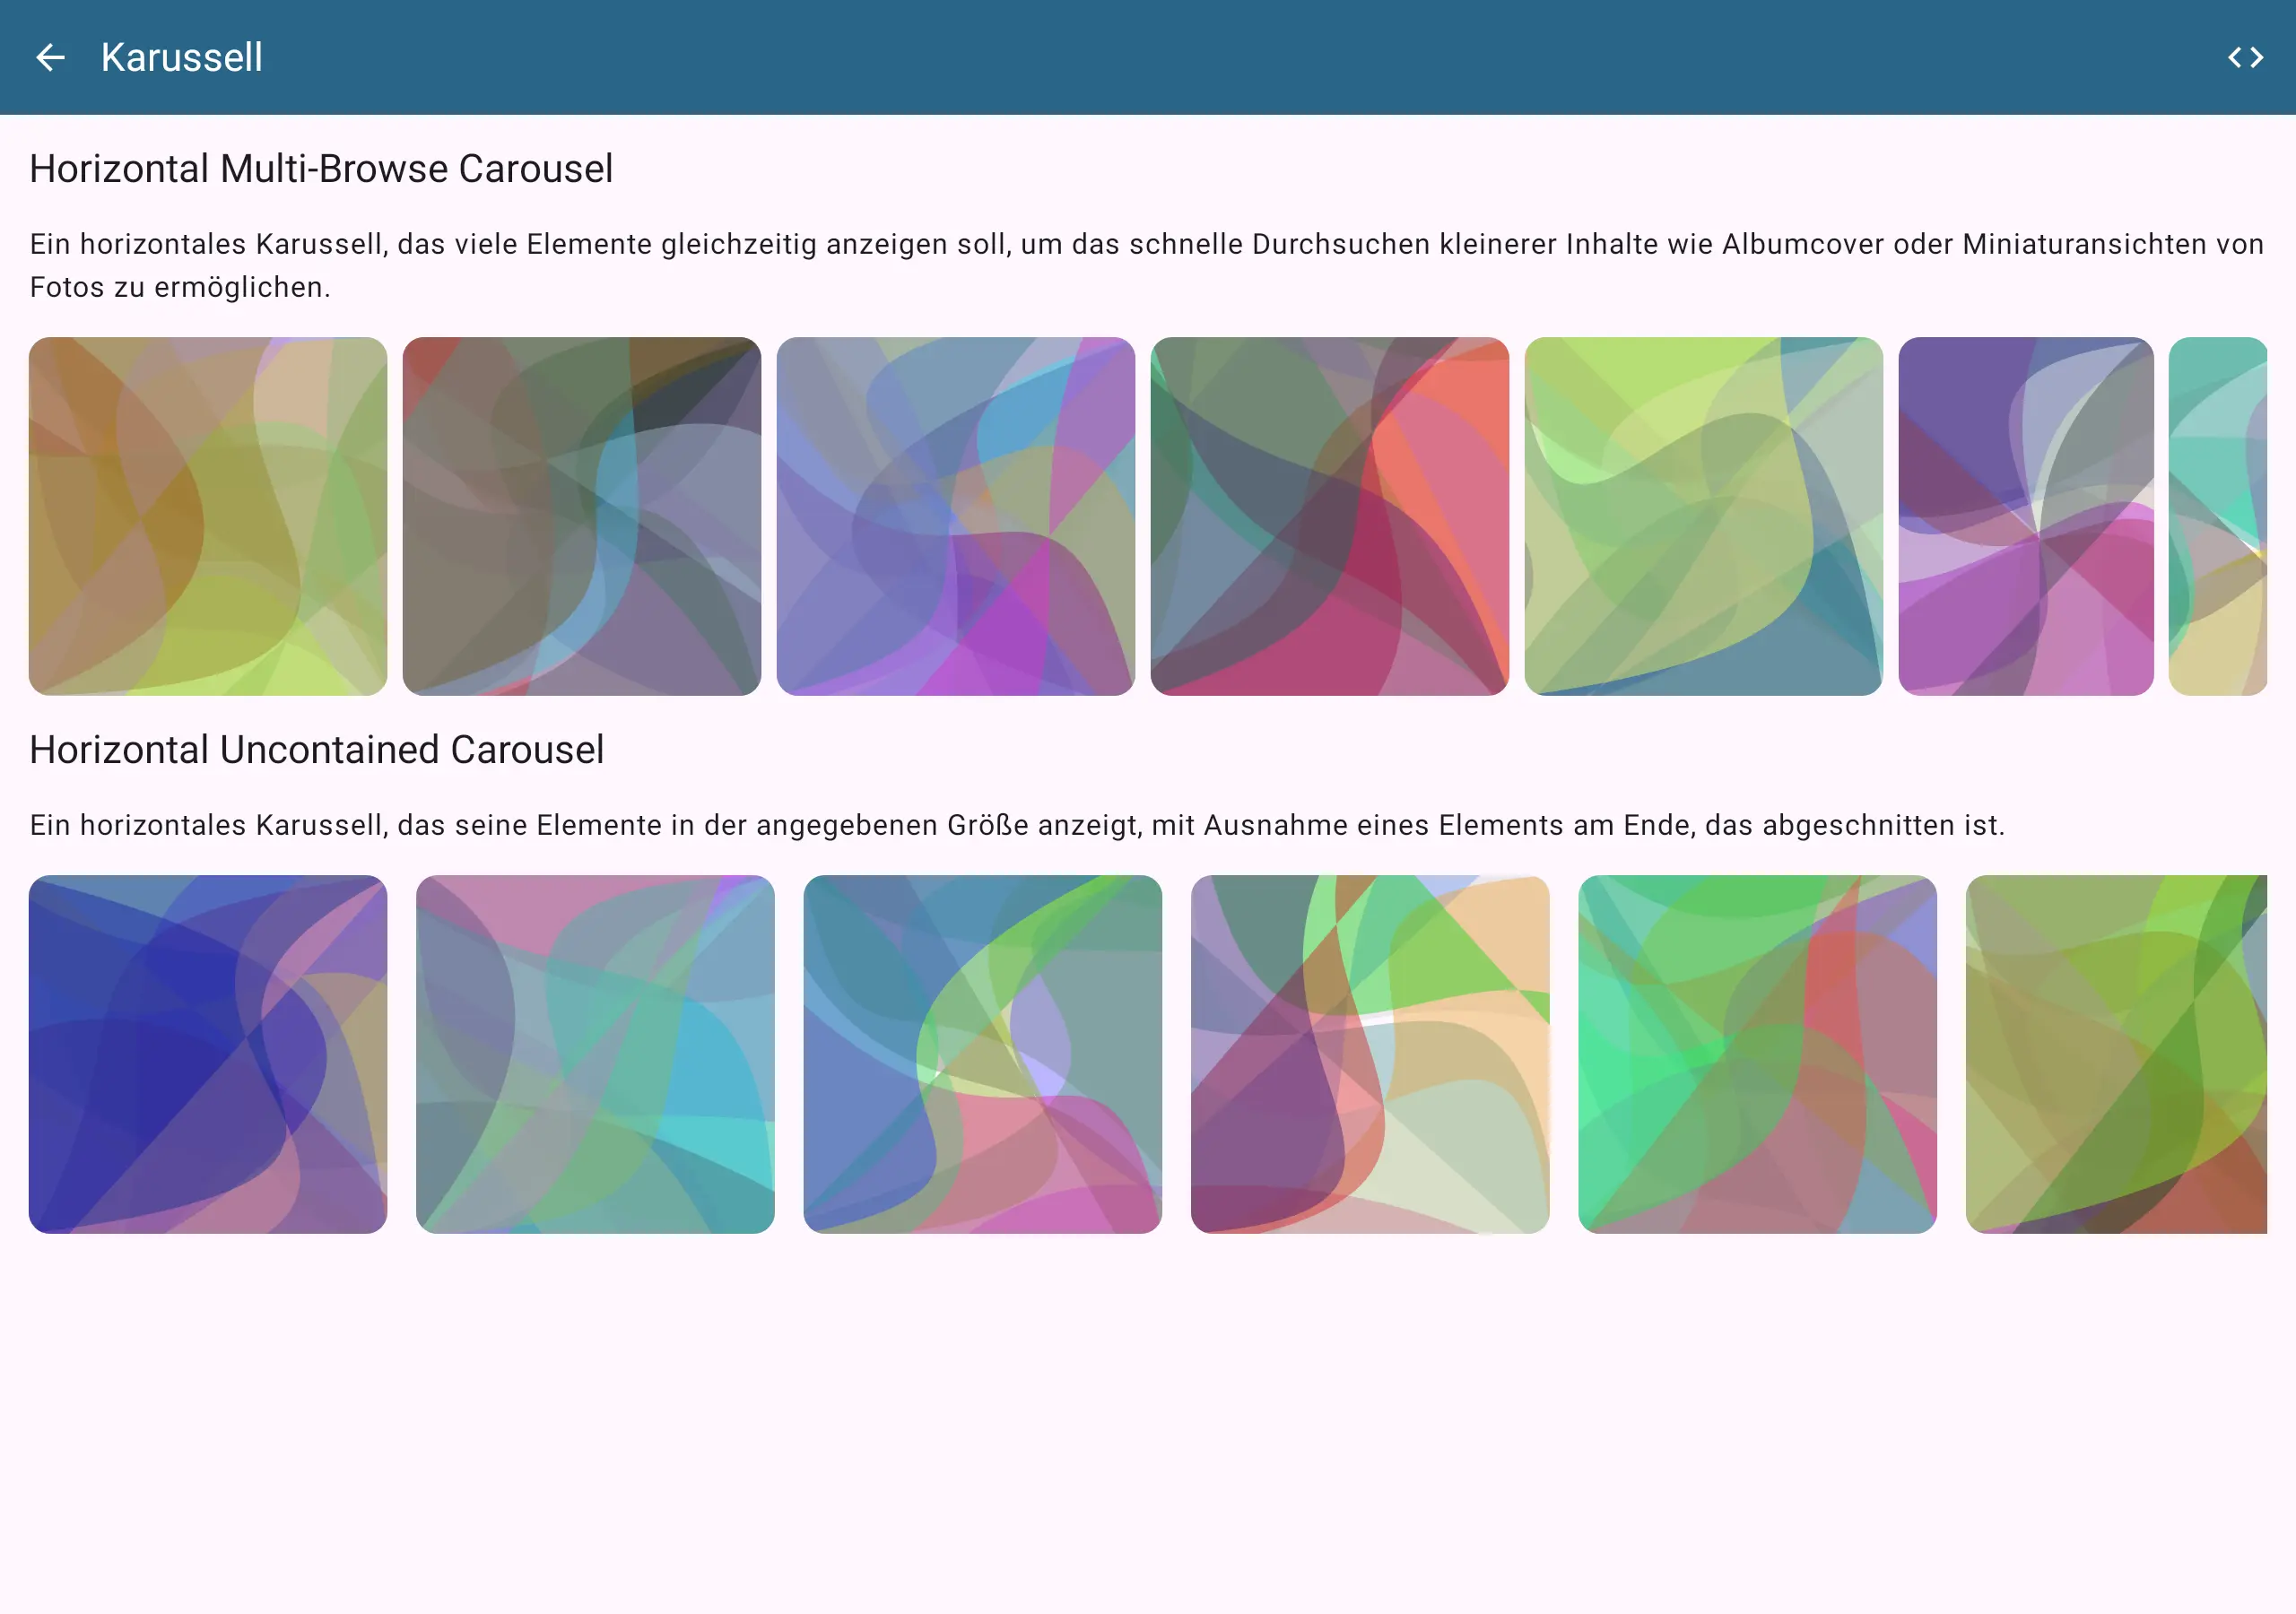 Karussell
Horizontal Multi-Browse Carousel
Ein horizontales Karussell, das viele Elemente gleichzeitig anzeigen soll, um das schnelle Durchsuchen kleinerer Inhalte wie Albumcover oder Miniaturansichten von
Fotos zu ermöglichen.
Horizontal Uncontained Carousel
Ein horizontales Karussell, das seine Elemente in der angegebenen Größe anzeigt, mit Ausnahme eines Elements am Ende, das abgeschnitten ist.